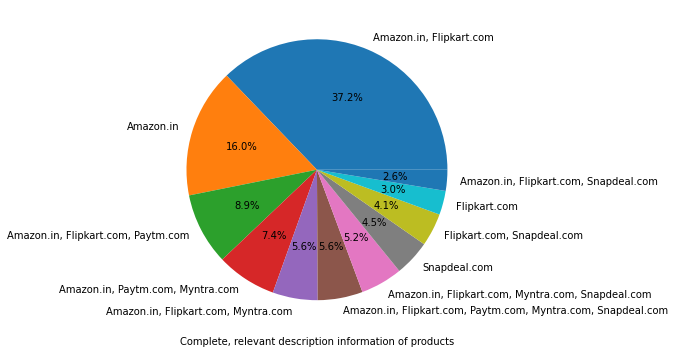 Amazon.in, Flipkart.com
37.2%
Amazon.in
16.0%
2.6%
Amazon.in, Flipkart.com, Snapdeal.com
3.0%
Flipkart.com
8.9%
4.1%
4.5%
Amazon.in, Flipkart.com, Paytm.com
7.4%
5.2%
Flipkart.com, Snapdeal.com
5.6%
5.6%
Snapdeal.com
Amazon.in, Paytm.com, Myntra.com
Amazon.in, Flipkart.com, Myntra.com, Snapdeal.com
Amazon.in, Flipkart.com, Myntra.com
Amazon.in, Flipkart.com, Paytm.com, Myntra.com, Snapdeal.com
Complete, relevant description information of products